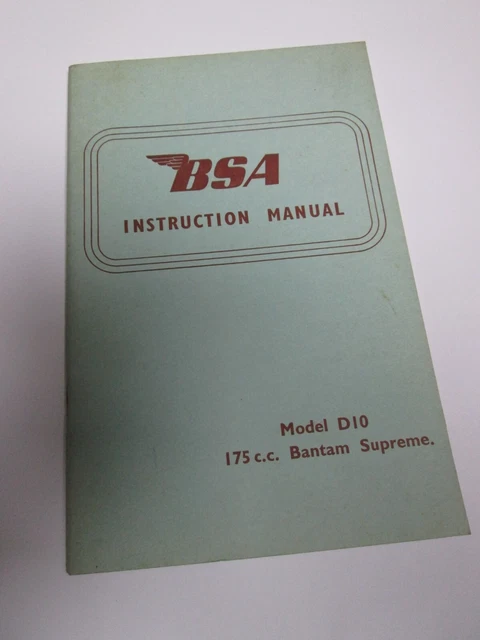 BSA
INSTRUCTION MANUAL
Model D10
175 c.c. Bantam Supreme.